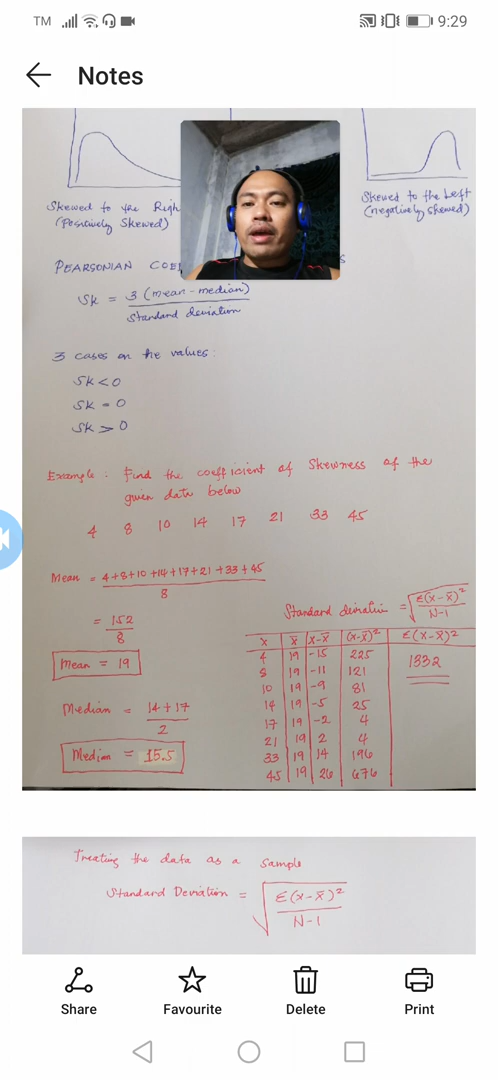 TM 9:29
Notes
Skewed to the Righ
(Positively Skewed)
Skewed to the Left
(negatively skewed)
PEARSONIAN COEF S
Sk = 3 (mean - median)
standard deviation
3 cases on the values:
Sk < 0
Sk = 0
Sk > 0
Example. Find the coefficient of Skewness of the
given data below
4 8 10 14 17 21 33 45
Mean = 4+8+10+14+17+21+33+45
8
= 152
8
Mean = 19
Median = 14+17
2
Median = 15.5
Standard deviation = √Σ(x-x̄)²
N-1
x x̄ x-x̄ (x-x̄)² Σ(x-x̄)²
4 19 -15 225 1332
8 19 -11 121
10 19 -9 81
14 19 -5 25
17 19 -2 4
21 19 2 4
33 19 14 196
45 19 26 676
Treating the data as a sample
Standard Deviation = √Σ(x-x̄)²
N-1
Share Favourite Delete Print